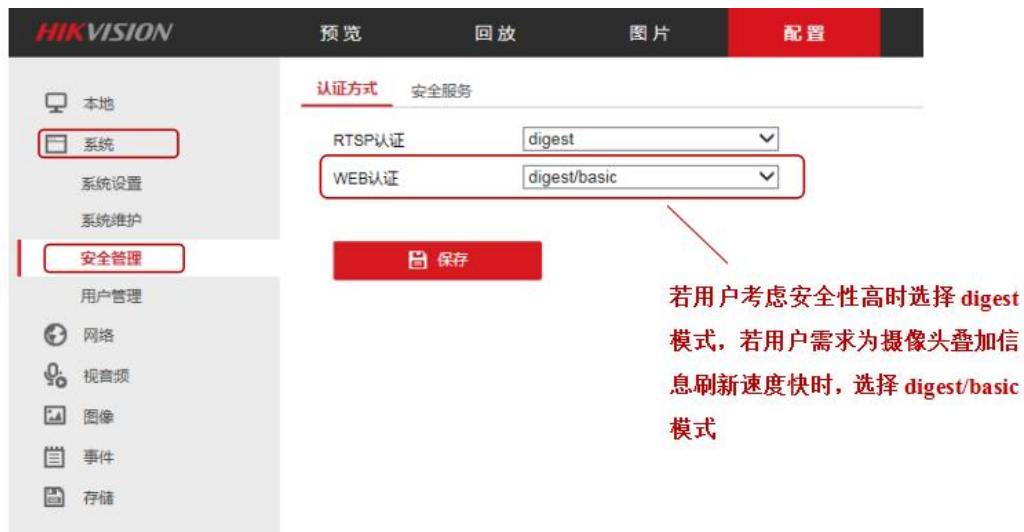 HIKVISION 预览 回放 图片 配置
本地
系统
系统设置
系统维护
安全管理
用户管理
网络
视音频
图像
事件
存储
认证方式 安全服务
RTSP认证 digest
WEB认证 digest/basic
保存
若用户考虑安全性高时选择 digest
模式，若用户需求为摄像头叠加信
息刷新速度快时，选择 digest/basic
模式